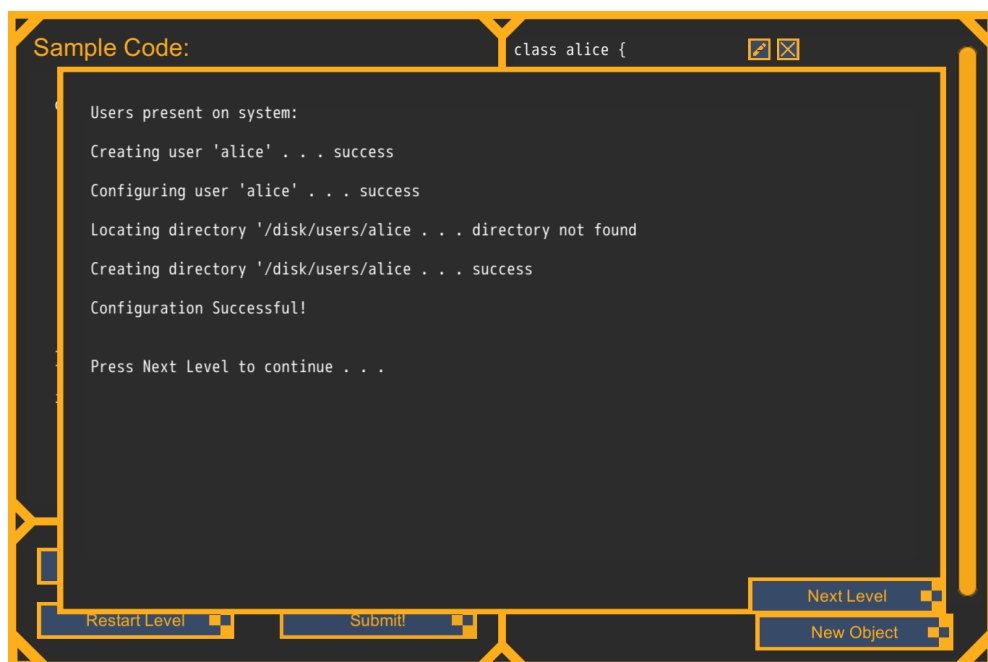 Sample Code:
class alice {
Users present on system:
Creating user 'alice' . . . success
Configuring user 'alice' . . . success
Locating directory '/disk/users/alice . . . directory not found
Creating directory '/disk/users/alice . . . success
Configuration Successful!
Press Next Level to continue . . .
Next Level
Restart Level
Submit!
New Object